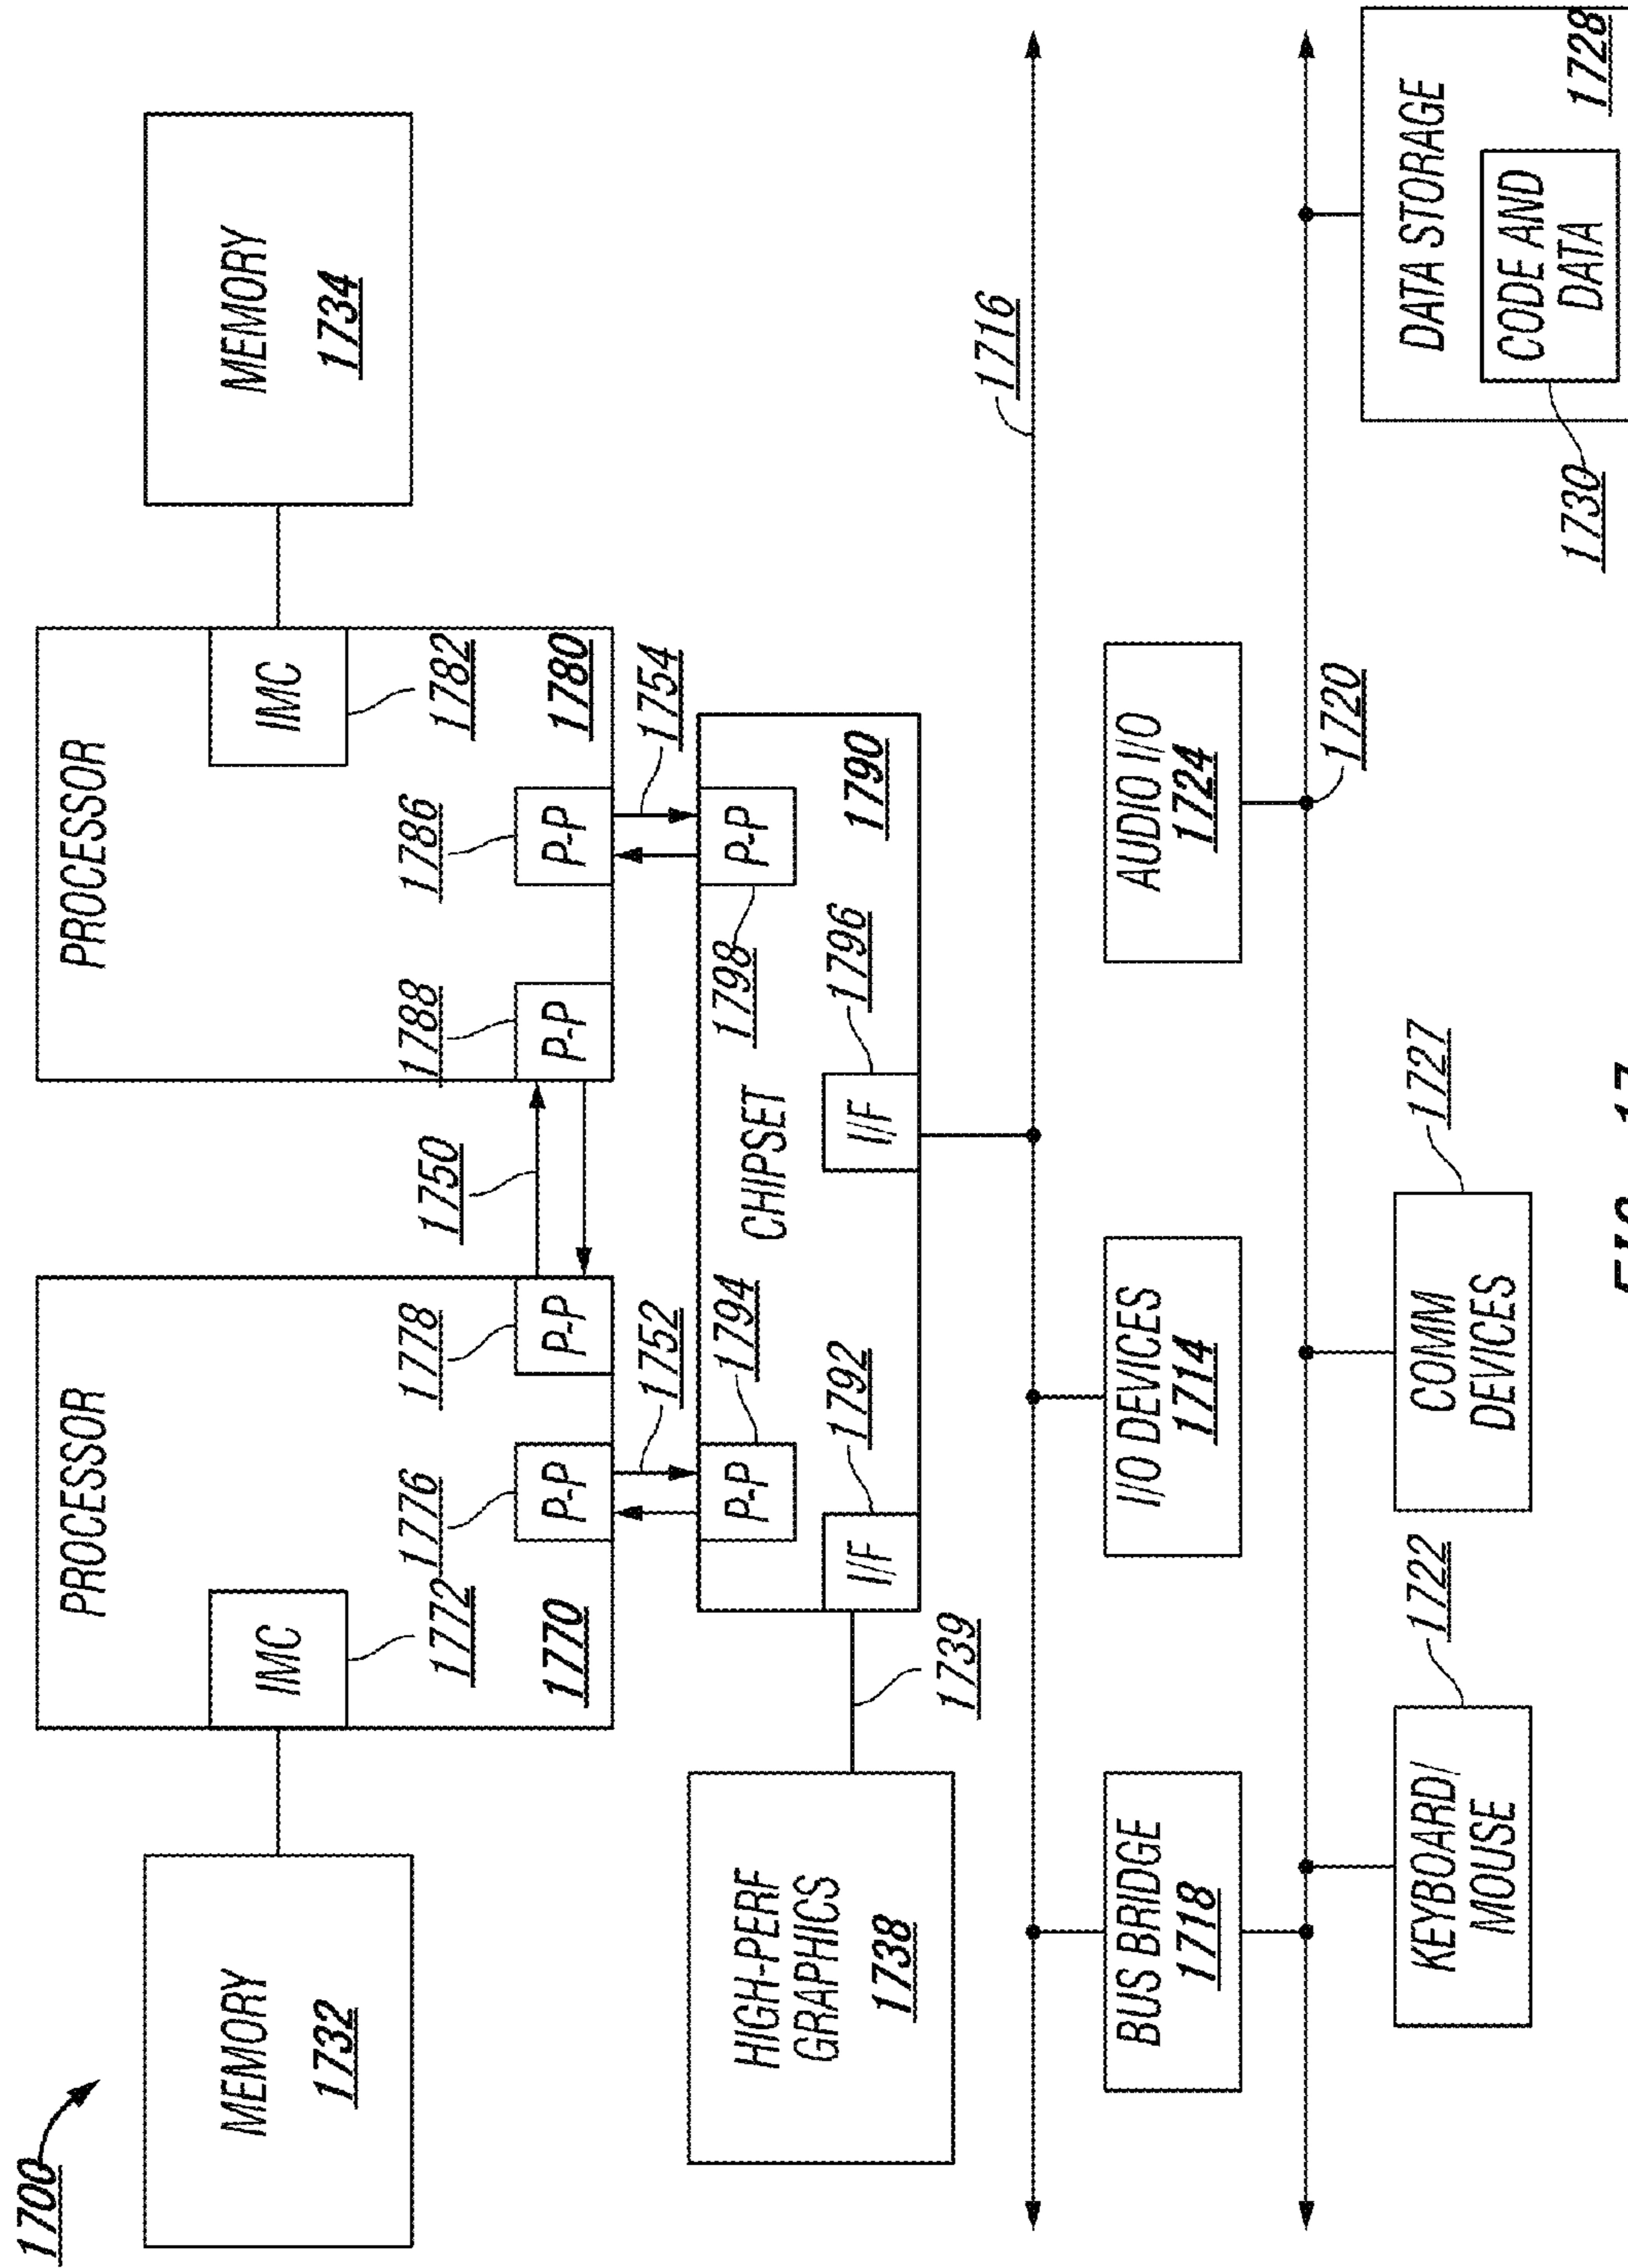 1700
PROCESSOR
PROCESSOR
MEMORY
1732
IMC
1772
1776
1778
1750
1788
1786
IMC
1782
MEMORY
1734
1770
P-P
P-P
P-P
P-P
1780
1752
1754
HIGH-PERF
GRAPHICS
1738
1739
P-P
1794
CHIPSET
1798
P-P
I/F
1792
I/F
1796
1790
1716
BUS BRIDGE
1718
I/O DEVICES
1714
AUDIO I/O
1724
1720
KEYBOARD/
MOUSE
1722
COMM
DEVICES
1727
DATA STORAGE
CODE AND
DATA
1730
1728